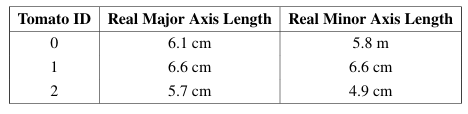 Tomato ID Real Major Axis Length Real Minor Axis Length
0 6.1 cm 5.8 m
1 6.6 cm 6.6 cm
2 5.7 cm 4.9 cm